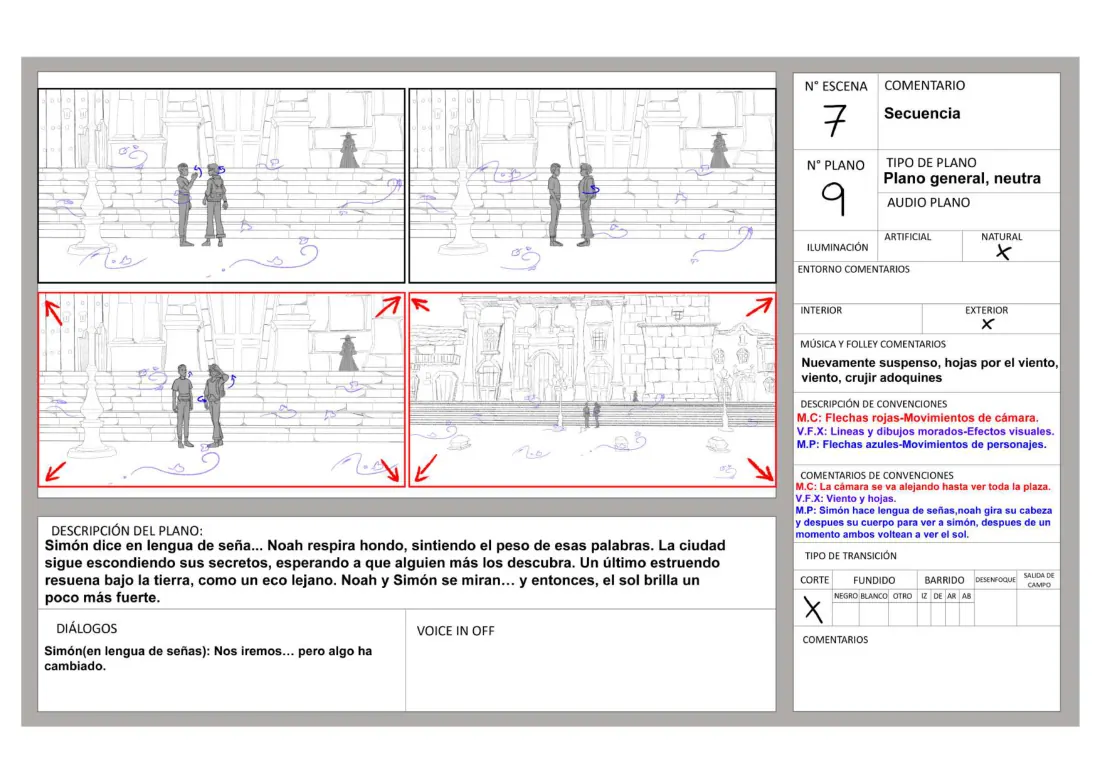 N° ESCENA
7
COMENTARIO
Secuencia
N° PLANO
9
TIPO DE PLANO
Plano general, neutra
AUDIO PLANO
ILUMINACIÓN
ARTIFICIAL
NATURAL
X
ENTORNO COMENTARIOS
INTERIOR
EXTERIOR
X
MÚSICA Y FOLLEY COMENTARIOS
Nuevamente suspenso, hojas por el viento,
viento, crujir adoquines
DESCRIPCIÓN DE CONVENCIONES
M.C: Flechas rojas-Movimientos de cámara.
V.F.X: Lineas y dibujos morados-Efectos visuales.
M.P: Flechas azules-Movimientos de personajes.
COMENTARIOS DE CONVENCIONES
M.C: La cámara se va alejando hasta ver toda la plaza.
V.F.X: Viento y hojas.
M.P: Simón hace lengua de señas,noah gira su cabeza
y despues su cuerpo para ver a simón, despues de un
momento ambos voltean a ver el sol.
TIPO DE TRANSICIÓN
CORTE
X
FUNDIDO
NEGRO BLANCO OTRO
BARRIDO
IZ DE AR AB
DESENFOQUE
SALIDA DE
CAMPO
COMENTARIOS
DESCRIPCIÓN DEL PLANO:
Simón dice en lengua de seña... Noah respira hondo, sintiendo el peso de esas palabras. La ciudad
sigue escondiendo sus secretos, esperando a que alguien más los descubra. Un último estruendo
resuena bajo la tierra, como un eco lejano. Noah y Simón se miran… y entonces, el sol brilla un
poco más fuerte.
DIÁLOGOS
Simón(en lengua de señas): Nos iremos… pero algo ha
cambiado.
VOICE IN OFF